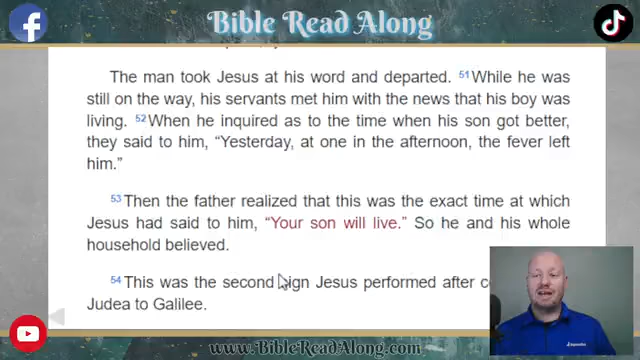 Bible Read Along
The man took Jesus at his word and departed. 51 While he was
still on the way, his servants met him with the news that his boy was
living. 52 When he inquired as to the time when his son got better,
they said to him, “Yesterday, at one in the afternoon, the fever left
him.”
53 Then the father realized that this was the exact time at which
Jesus had said to him, “Your son will live.” So he and his whole
household believed.
54 This was the second sign Jesus performed after
Judea to Galilee.
www.BibleReadAlong.com